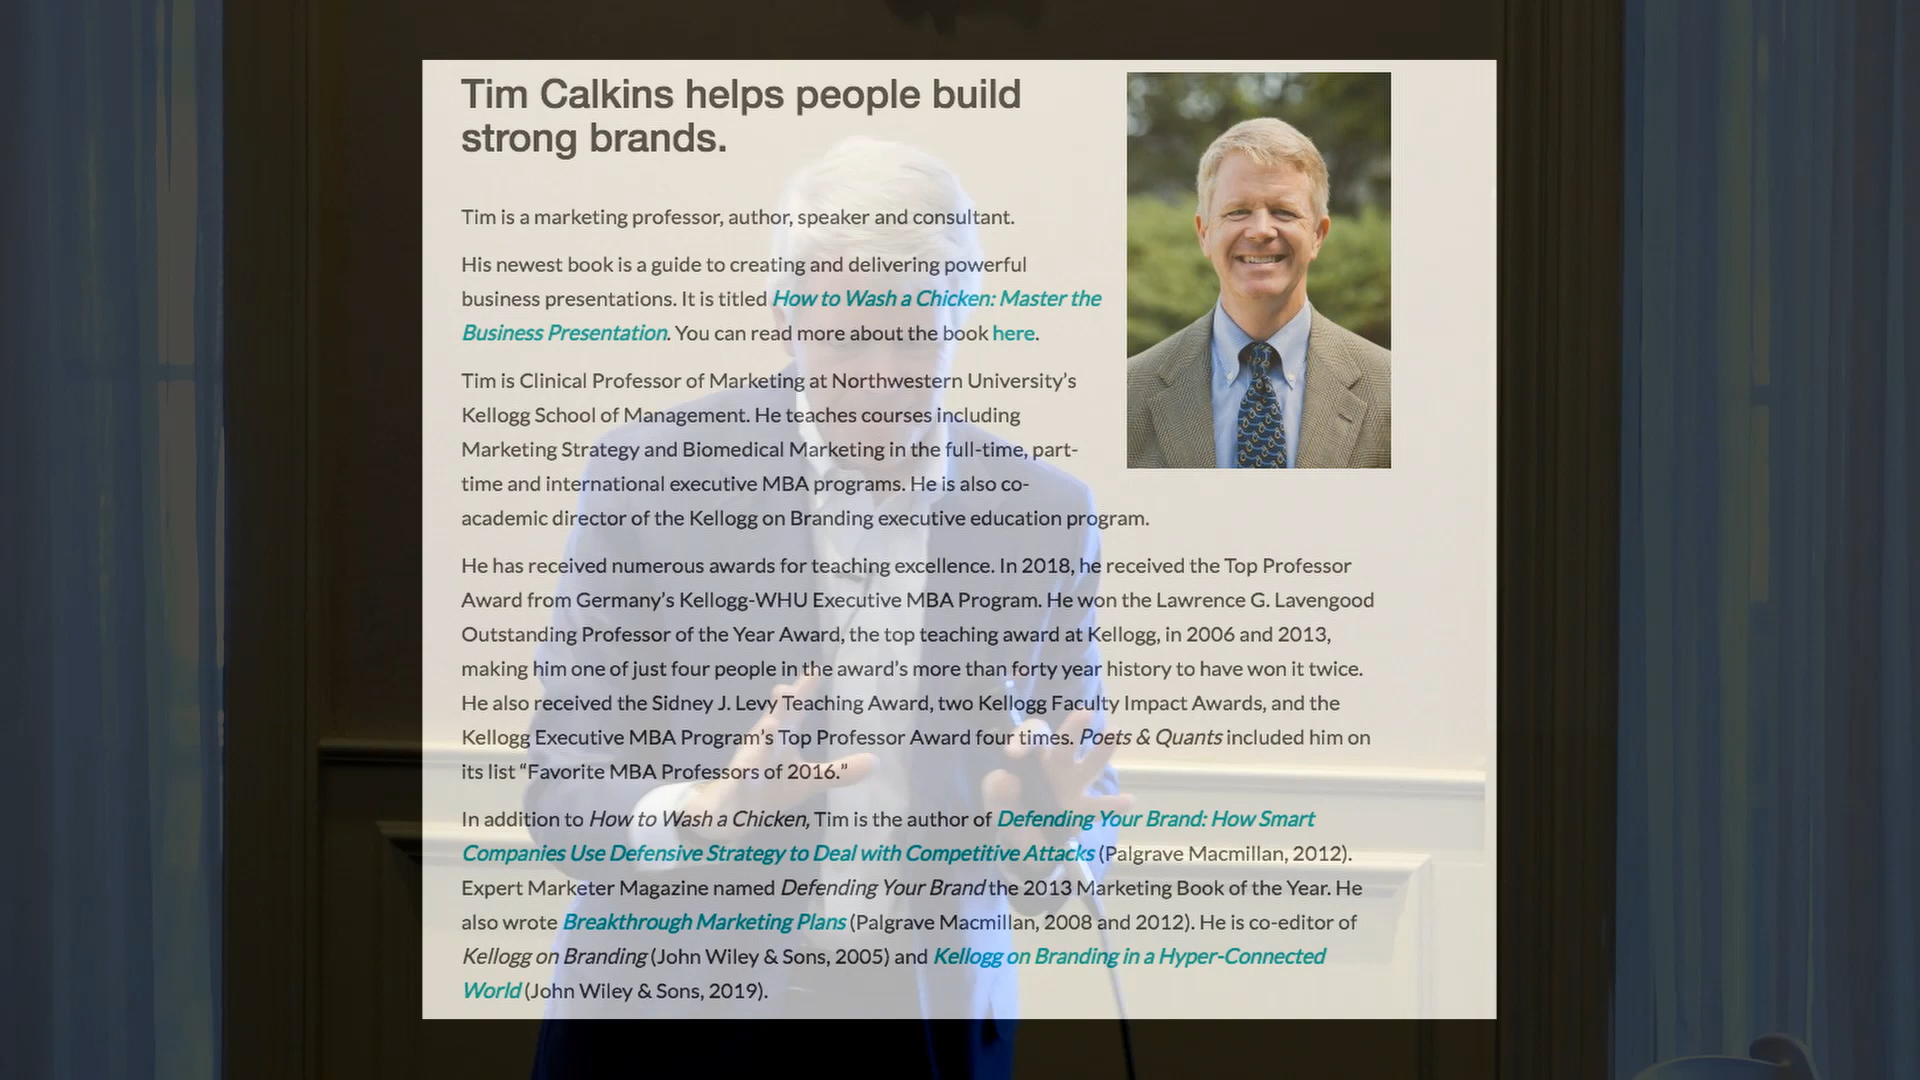 Tim Calkins helps people build
strong brands.
Tim is a marketing professor, author, speaker and consultant.
His newest book is a guide to creating and delivering powerful
business presentations. It is titled How to Wash a Chicken: Master the
Business Presentation. You can read more about the book here.
Tim is Clinical Professor of Marketing at Northwestern University’s
Kellogg School of Management. He teaches courses including
Marketing Strategy and Biomedical Marketing in the full-time, part-
time and international executive MBA programs. He is also co-
academic director of the Kellogg on Branding executive education program.
He has received numerous awards for teaching excellence. In 2018, he received the Top Professor
Award from Germany’s Kellogg-WHU Executive MBA Program. He won the Lawrence G. Lavengood
Outstanding Professor of the Year Award, the top teaching award at Kellogg, in 2006 and 2013,
making him one of just four people in the award’s more than forty year history to have won it twice.
He also received the Sidney J. Levy Teaching Award, two Kellogg Faculty Impact Awards, and the
Kellogg Executive MBA Program’s Top Professor Award four times. Poets & Quants included him on
its list “Favorite MBA Professors of 2016.”
In addition to How to Wash a Chicken, Tim is the author of Defending Your Brand: How Smart
Companies Use Defensive Strategy to Deal with Competitive Attacks (Palgrave Macmillan, 2012).
Expert Marketer Magazine named Defending Your Brand the 2013 Marketing Book of the Year. He
also wrote Breakthrough Marketing Plans (Palgrave Macmillan, 2008 and 2012). He is co-editor of
Kellogg on Branding (John Wiley & Sons, 2005) and Kellogg on Branding in a Hyper-Connected
World (John Wiley & Sons, 2019).